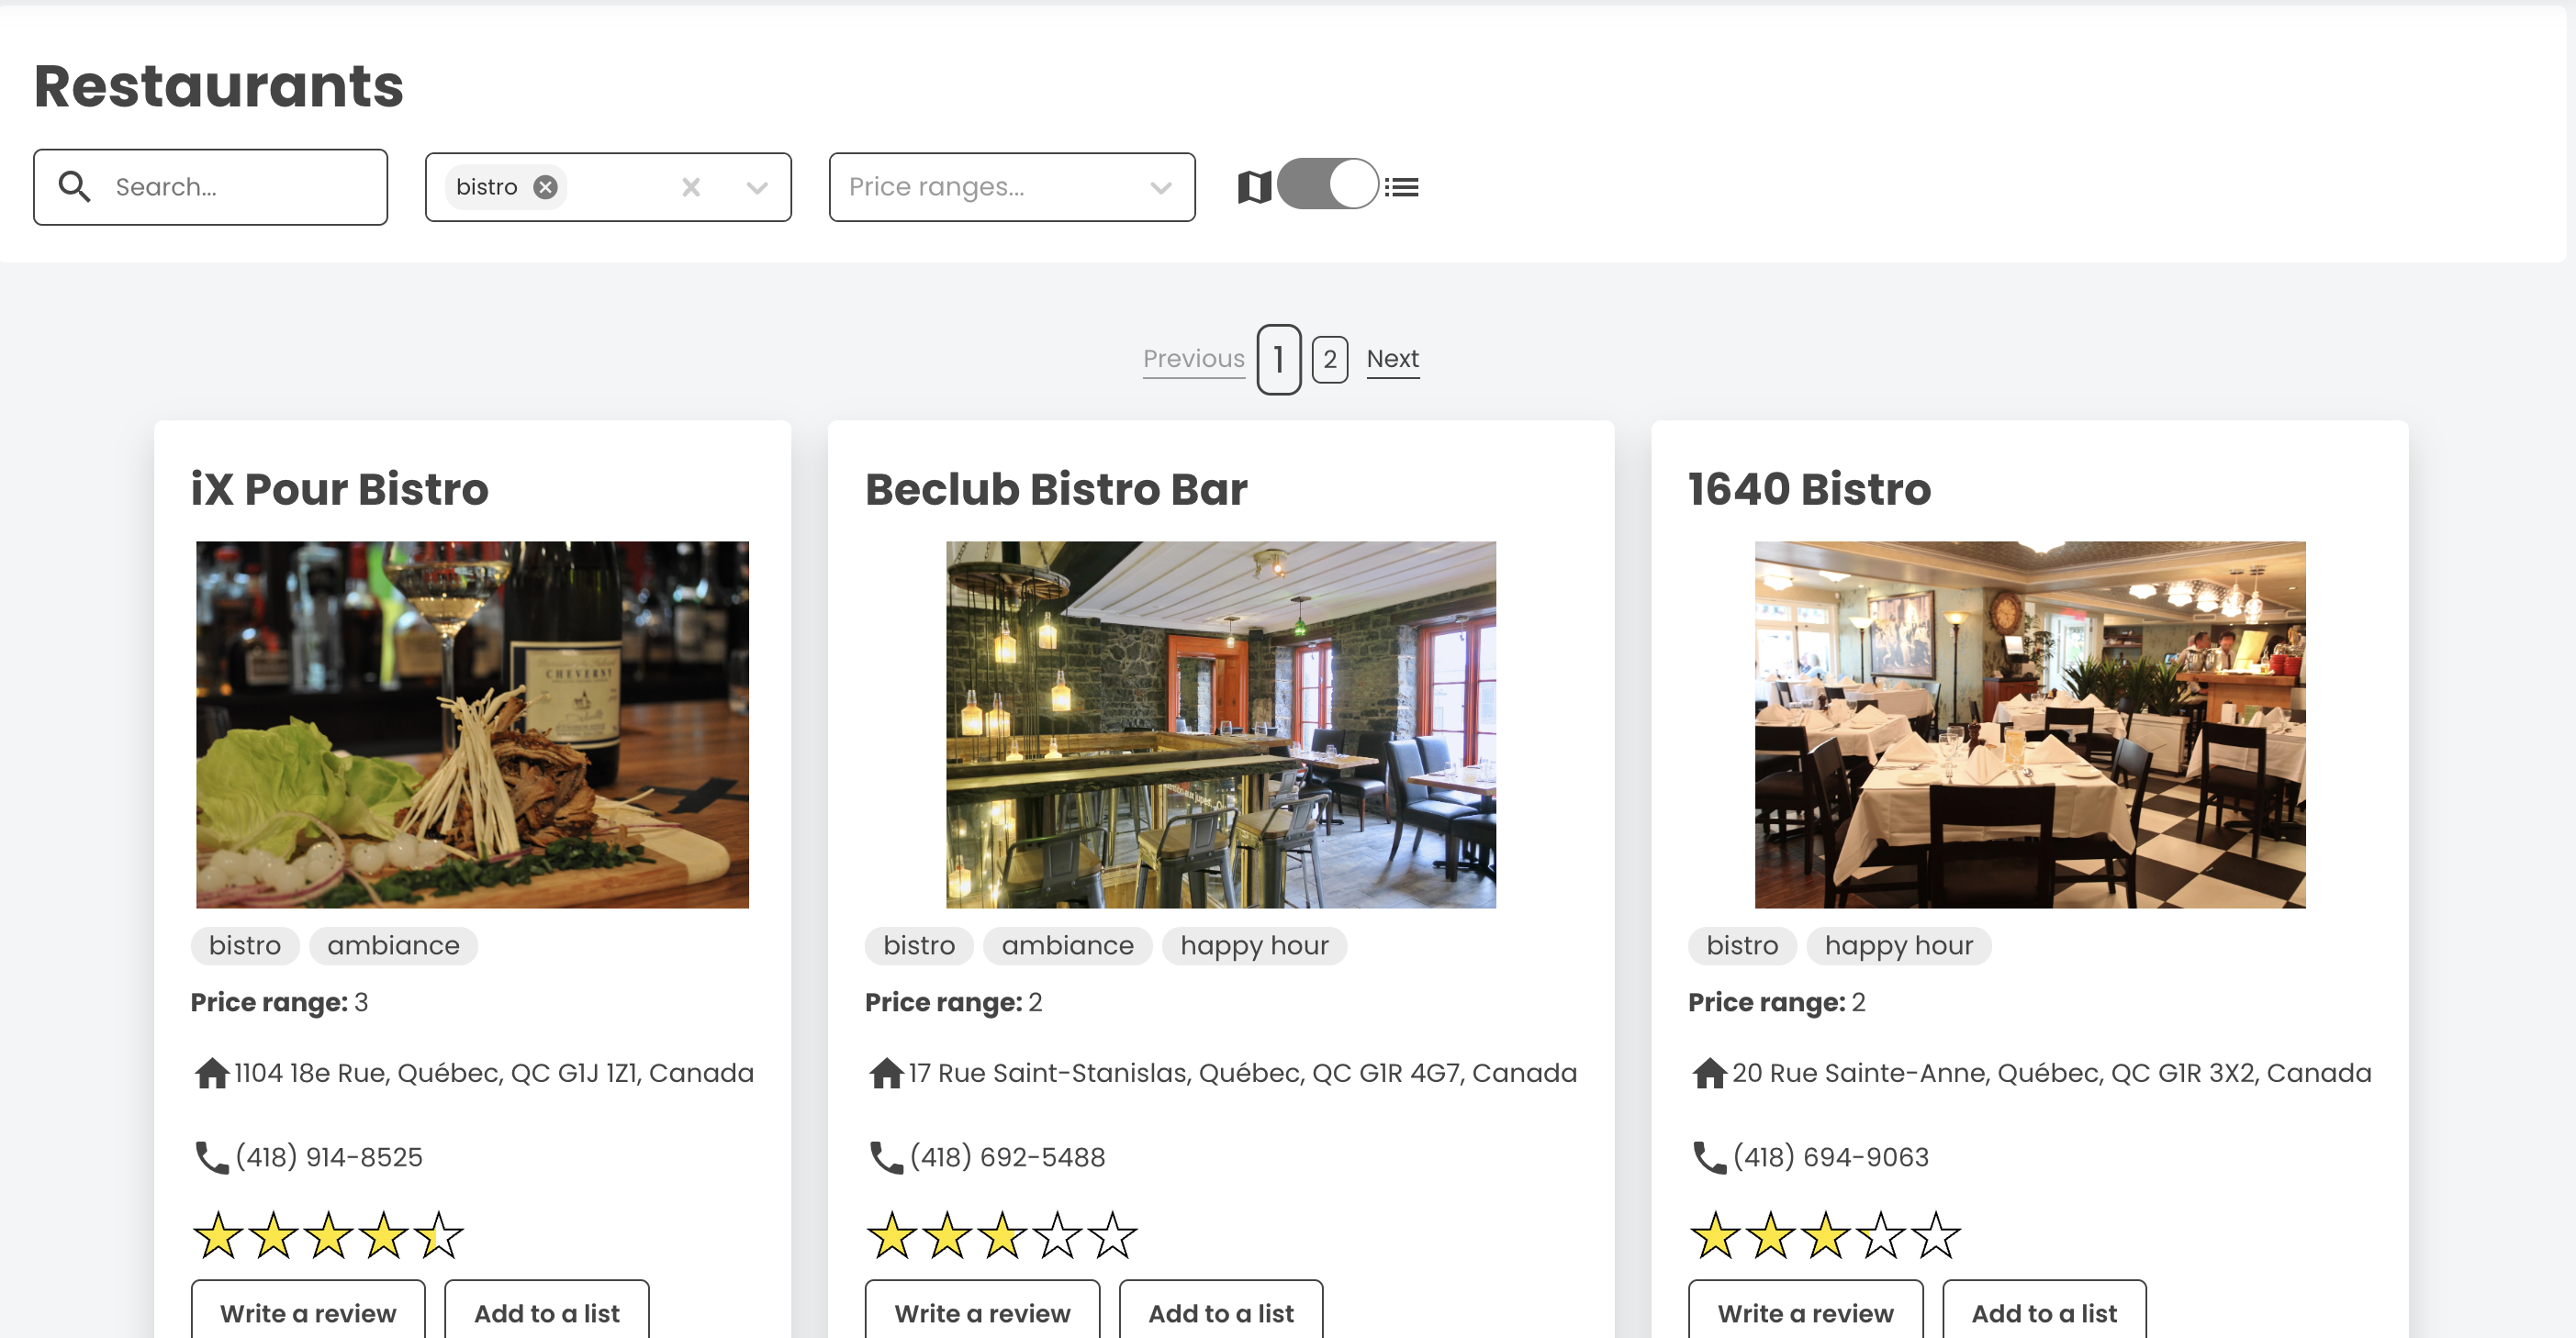 Restaurants
Search...
bistro
Price ranges...
Previous 1 2 Next
iX Pour Bistro
CHEVERNY
bistro ambiance
Price range: 3
1104 18e Rue, Québec, QC G1J 1Z1, Canada
(418) 914-8525
Write a review Add to a list
Beclub Bistro Bar
bistro ambiance happy hour
Price range: 2
17 Rue Saint-Stanislas, Québec, QC G1R 4G7, Canada
(418) 692-5488
Write a review Add to a list
1640 Bistro
bistro happy hour
Price range: 2
20 Rue Sainte-Anne, Québec, QC G1R 3X2, Canada
(418) 694-9063
Write a review Add to a list